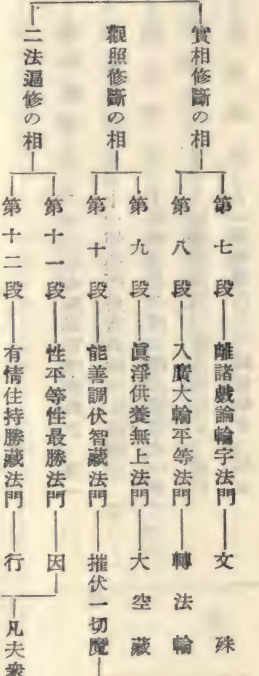 實相修斷の相
第七段 離諸戲論輪字法門 文殊
第八段 入廣大輪平等法門 轉法輪
觀照修斷の相
第九段 眞淨供養無上法門 大空藏
第十段 能善調伏智藏法門 摧伏一切魔
二法遍修の相
第十一段 性平等性最勝法門 因
第十二段 有情住持勝藏法門 行
凡夫衆